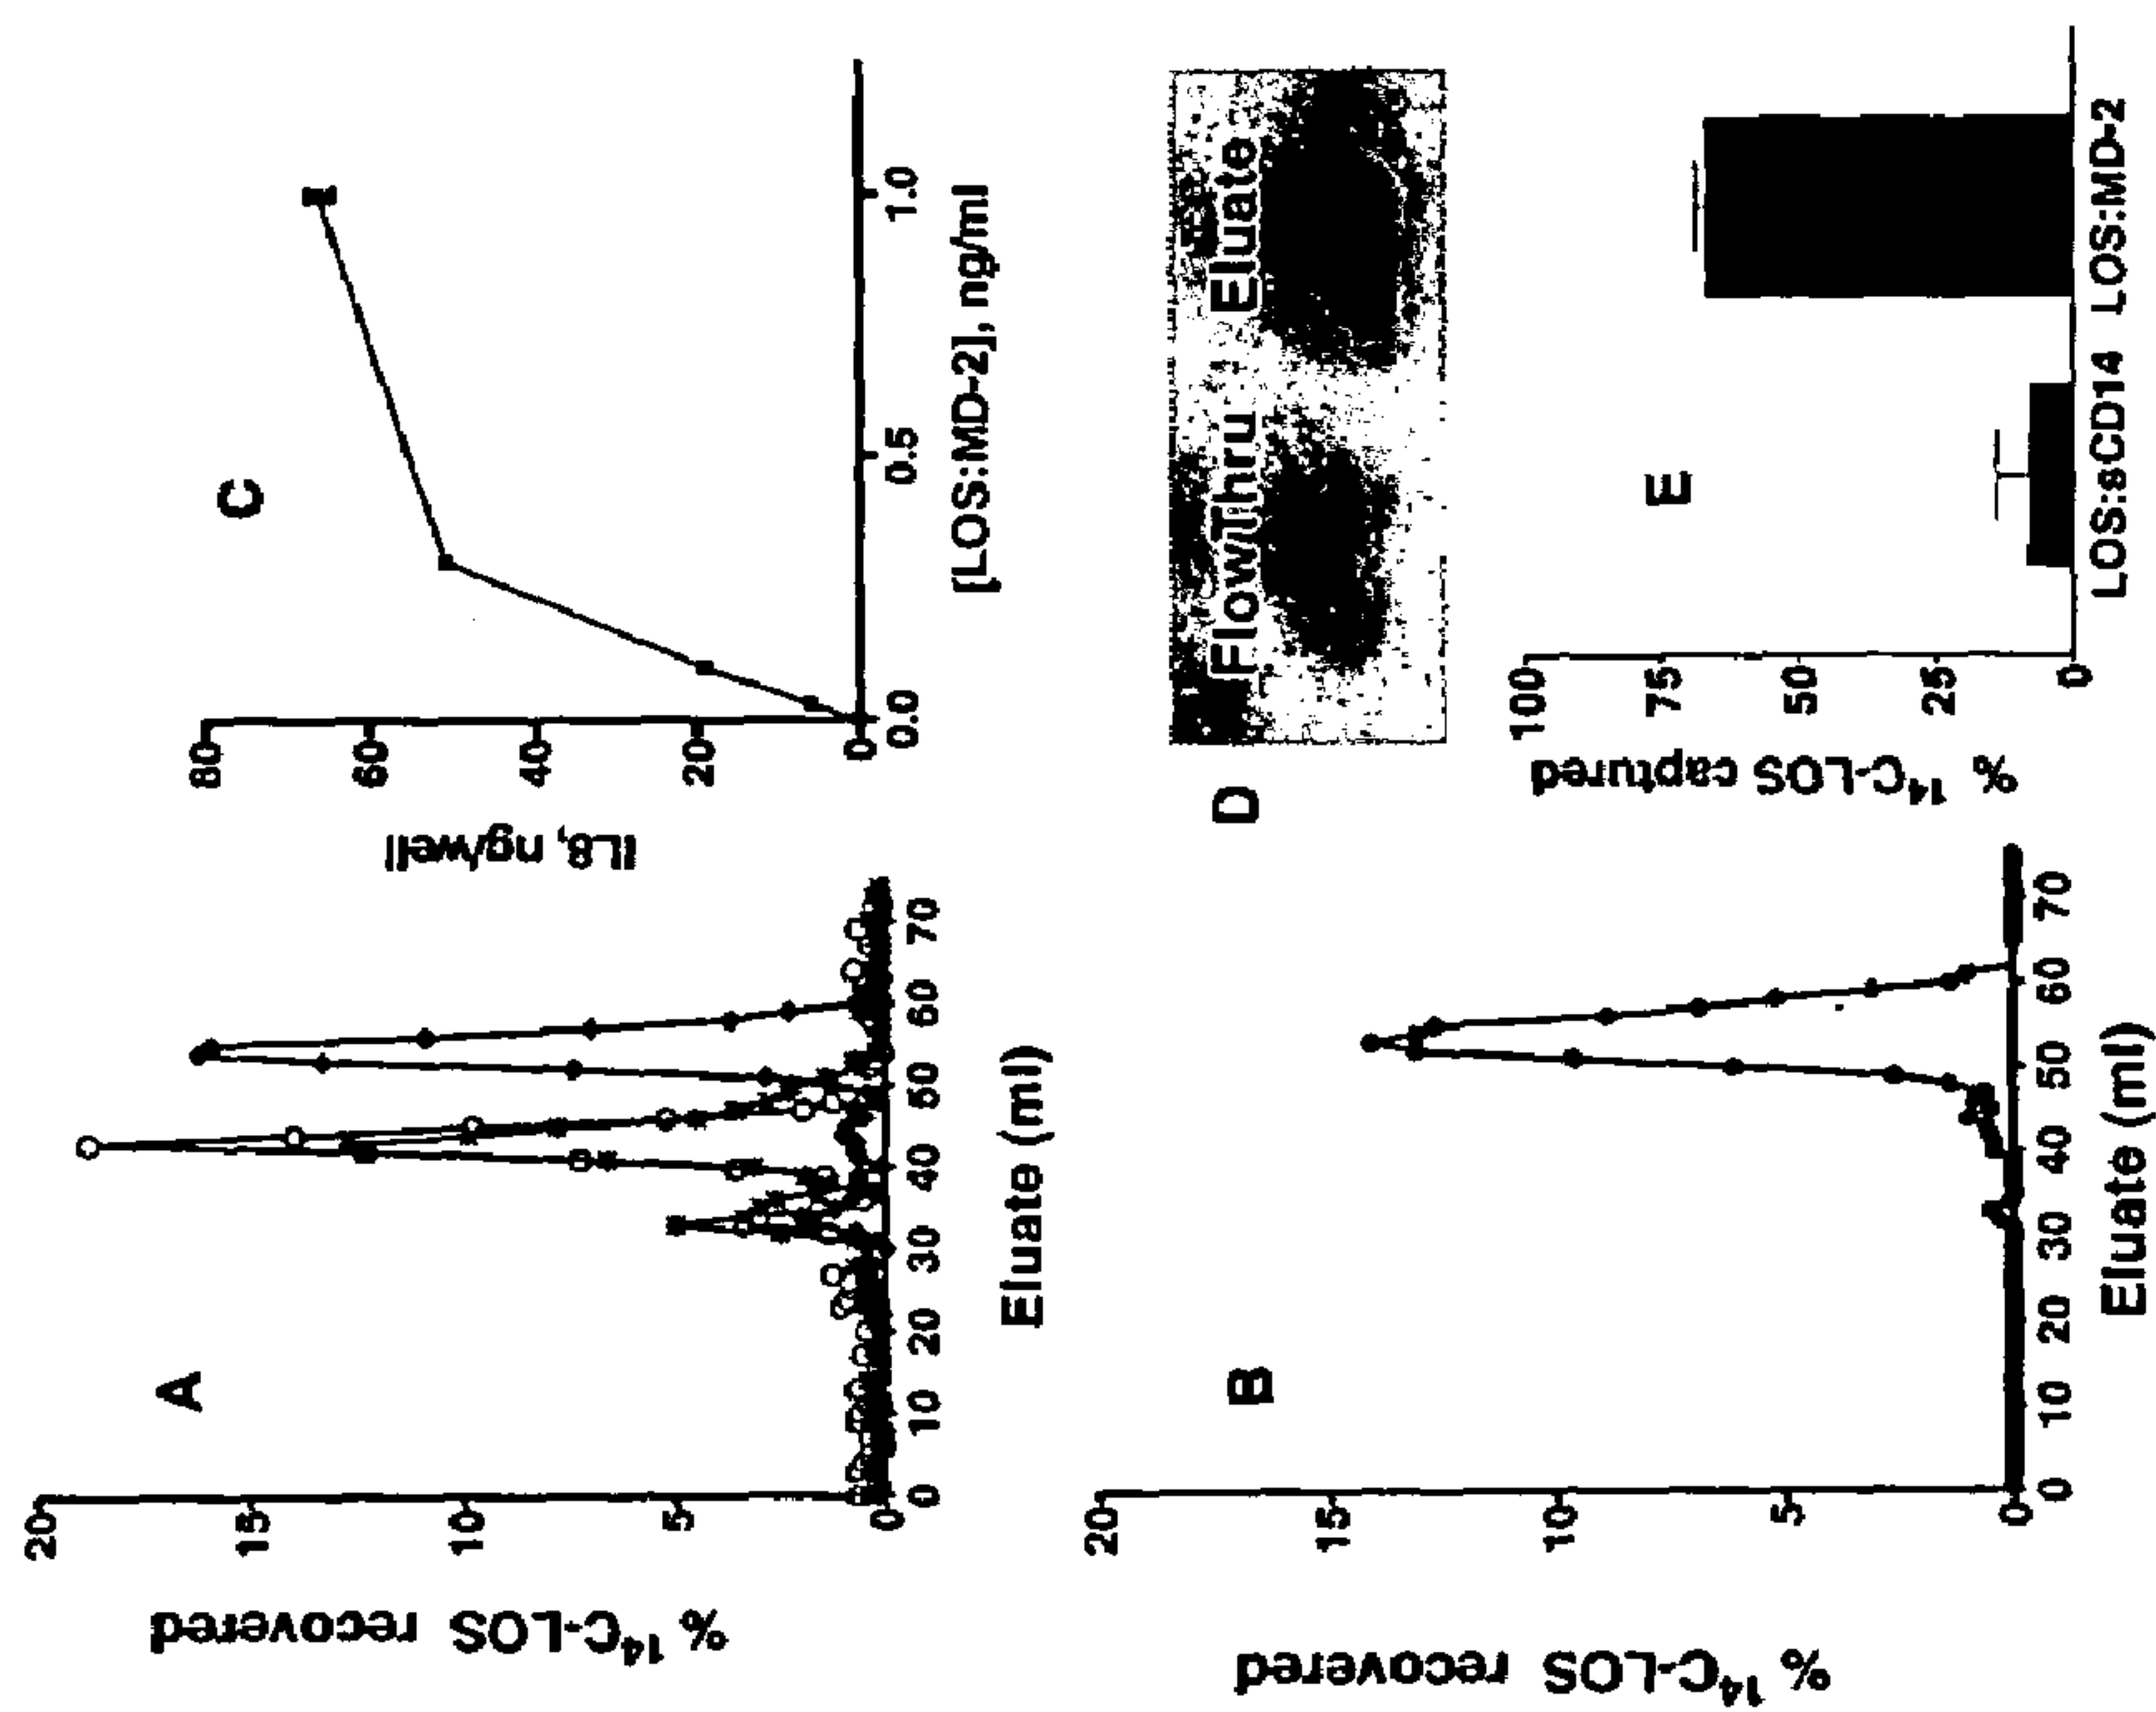 A
20
15
10
5
0
% 14C-LOS recovered
0 10 20 30 40 50 60 70
Eluate (ml)
B
20
15
10
5
0
% 14C-LOS recovered
0 10 20 30 40 50 60 70
Eluate (ml)
C
80
60
40
20
0
IL8, ng/well
0.0 0.5 1.0
[LOS:MD-2], ng/ml
D
Flowthru Eluate
E
100
75
50
25
0
% 14C-LOS captured
LOS:sCD14 LOS:MD-2